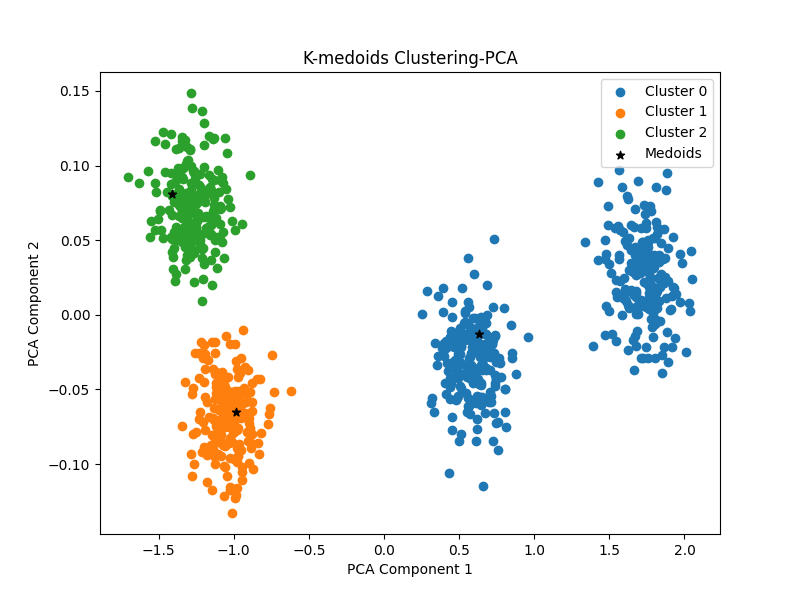 K-medoids Clustering-PCA
Cluster 0
Cluster 1
Cluster 2
Medoids
PCA Component 2
0.15
0.10
0.05
0.00
−0.05
−0.10
−1.5 −1.0 −0.5 0.0 0.5 1.0 1.5 2.0
PCA Component 1